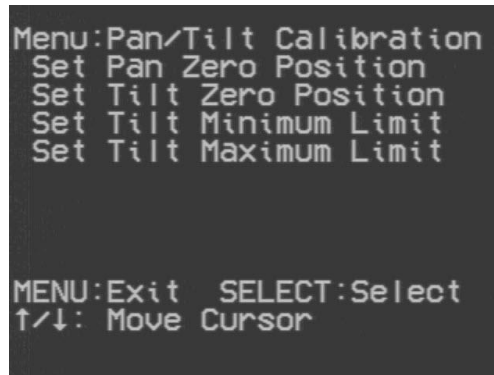 Menu:Pan/Tilt Calibration
Set Pan Zero Position
Set Tilt Zero Position
Set Tilt Minimum Limit
Set Tilt Maximum Limit
MENU:Exit SELECT:Select
↑/↓: Move Cursor